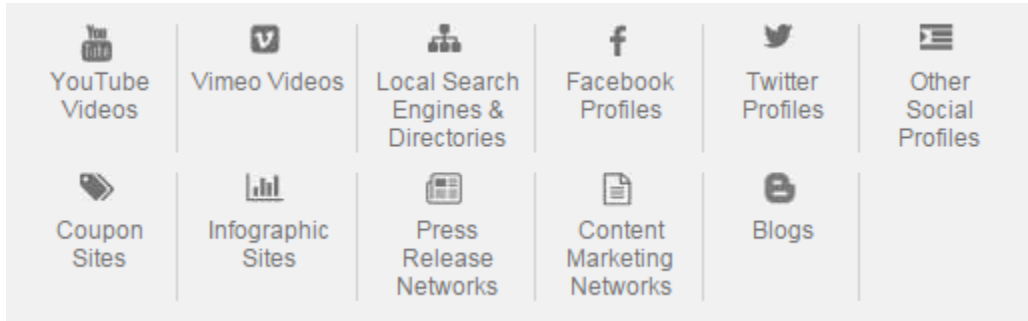 You
Tube
YouTube
Videos
Vimeo Videos
Local Search
Engines &
Directories
Facebook
Profiles
Twitter
Profiles
Other
Social
Profiles
Coupon
Sites
Infographic
Sites
Press
Release
Networks
Content
Marketing
Networks
Blogs